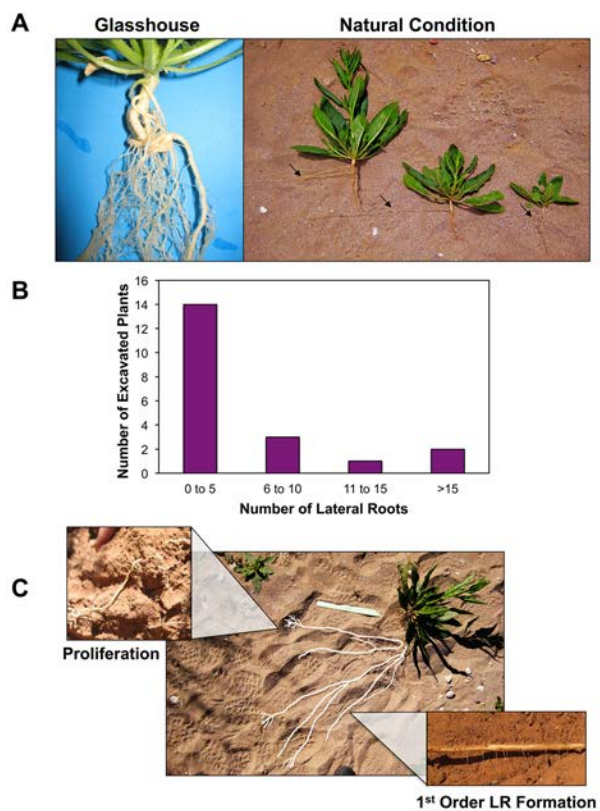 A
Glasshouse
Natural Condition
B
Number of Excavated Plants
16
14
12
10
8
6
4
2
0
0 to 5
6 to 10
11 to 15
>15
Number of Lateral Roots
C
Proliferation
1st Order LR Formation